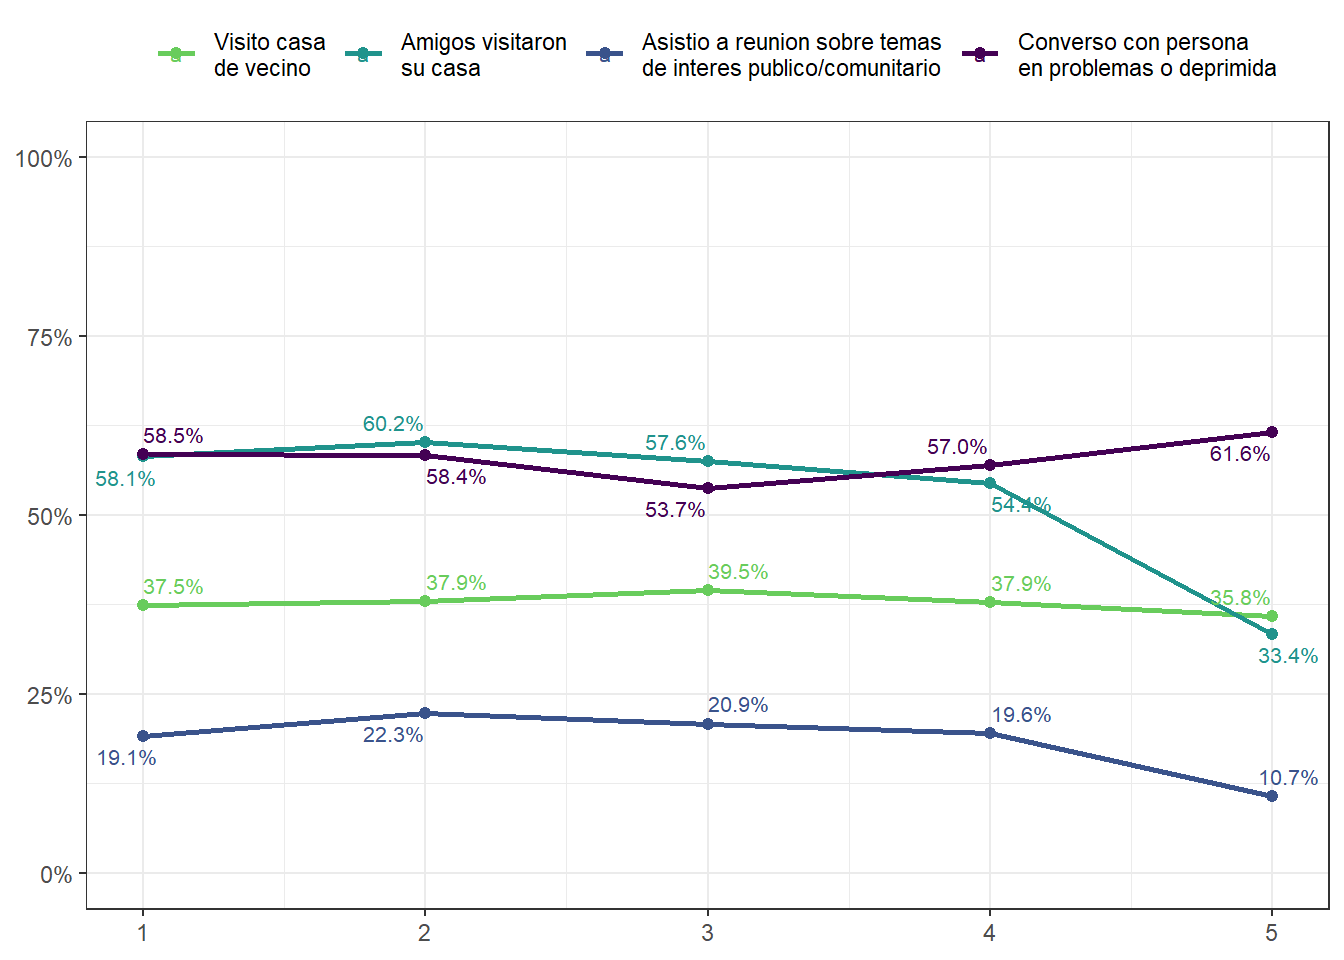 Visito casa
de vecino
Amigos visitaron
su casa
Asistio a reunion sobre temas
de interes publico/comunitario
Converso con persona
en problemas o deprimida
100%
75%
50%
25%
0%
58.5%
58.1%
60.2%
58.4%
57.6%
53.7%
57.0%
54.4%
61.6%
37.5%
37.9%
39.5%
37.9%
35.8%
33.4%
19.1%
22.3%
20.9%
19.6%
10.7%
1 2 3 4 5